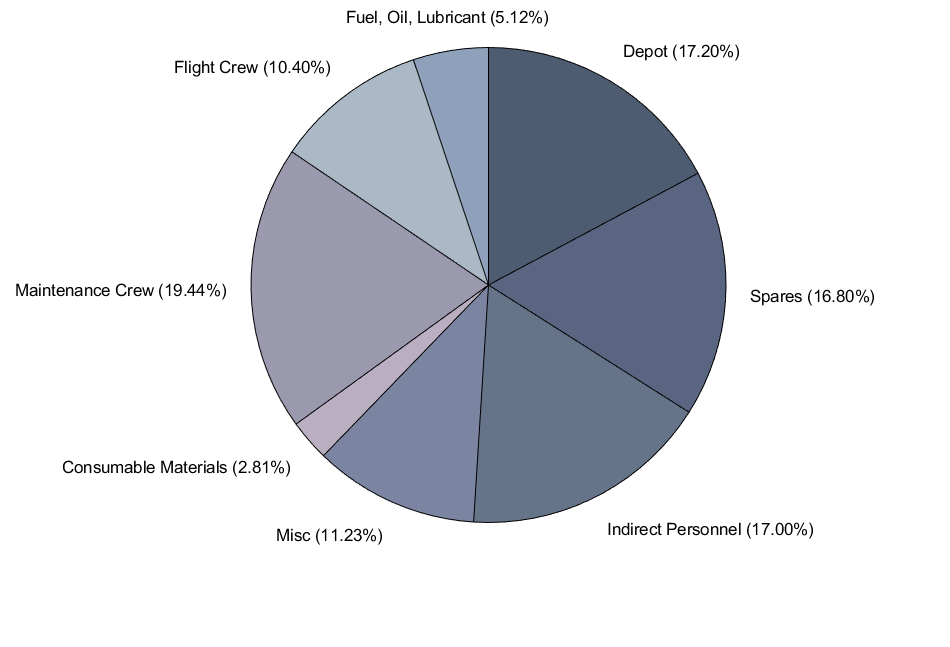 Fuel, Oil, Lubricant (5.12%)
Depot (17.20%)
Flight Crew (10.40%)
Maintenance Crew (19.44%)
Spares (16.80%)
Consumable Materials (2.81%)
Indirect Personnel (17.00%)
Misc (11.23%)